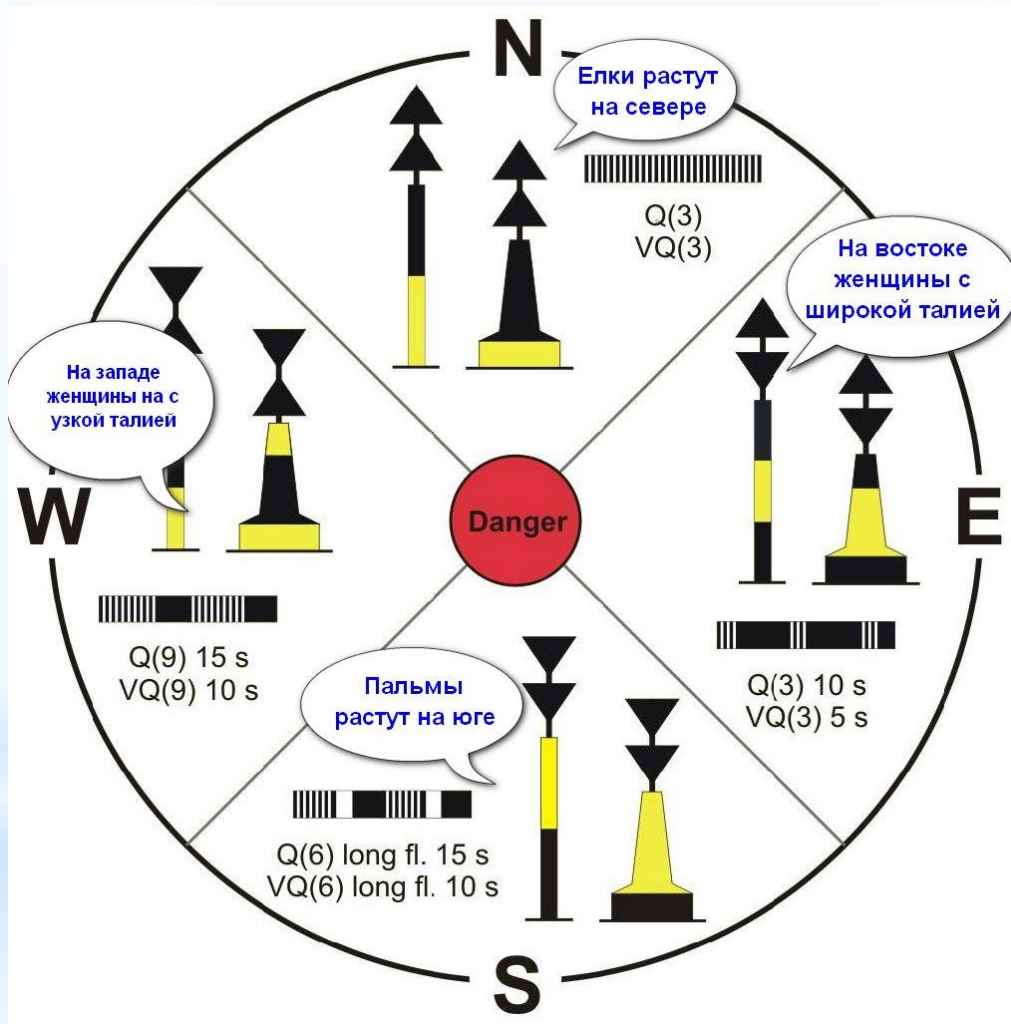 N
Елки растут
на севере
Q(3)
VQ(3)
На востоке
женщины с
широкой талией
На западе
женщины на с
узкой талией
W
Danger
E
Q(9) 15 s
VQ(9) 10 s
Q(3) 10 s
VQ(3) 5 s
Пальмы
растут на юге
Q(6) long fl. 15 s
VQ(6) long fl. 10 s
S